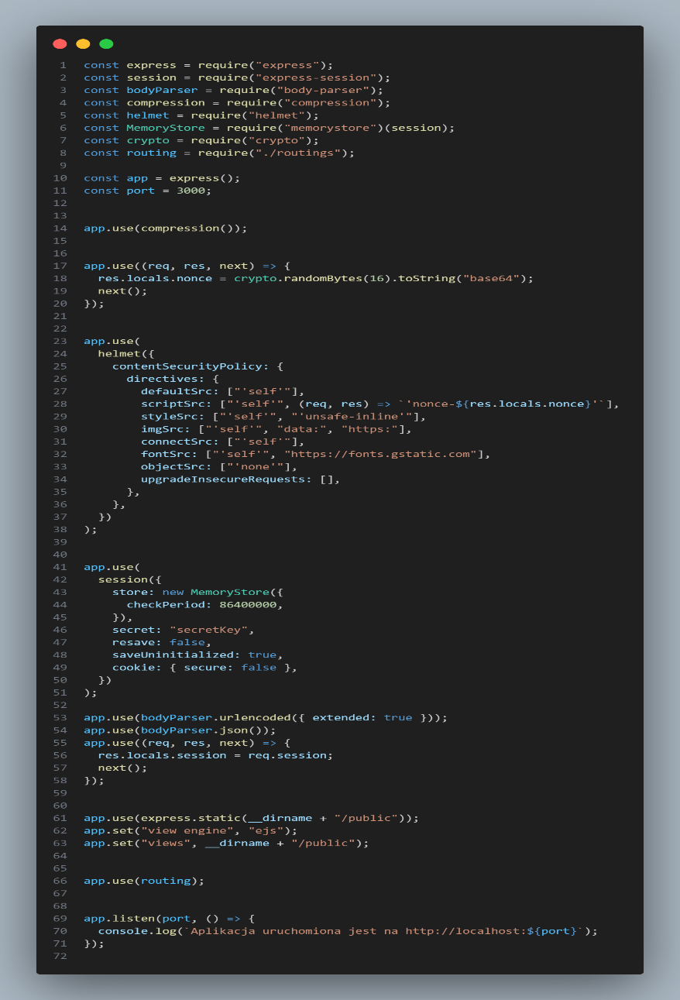 1 const express = require("express");
2 const session = require("express-session");
3 const bodyParser = require("body-parser");
4 const compression = require("compression");
5 const helmet = require("helmet");
6 const MemoryStore = require("memorystore")(session);
7 const crypto = require("crypto");
8 const routing = require("./routings");
9
10 const app = express();
11 const port = 3000;
12
13
14 app.use(compression());
15
16
17 app.use((req, res, next) => {
18   res.locals.nonce = crypto.randomBytes(16).toString("base64");
19   next();
20 });
21
22
23 app.use(
24   helmet({
25     contentSecurityPolicy: {
26       directives: {
27         defaultSrc: ["'self'"],
28         scriptSrc: ["'self'", (req, res) => `'nonce-${res.locals.nonce}'`],
29         styleSrc: ["'self'", "'unsafe-inline'"],
30         imgSrc: ["'self'", "data:", "https:"],
31         connectSrc: ["'self'"],
32         fontSrc: ["'self'", "https://fonts.gstatic.com"],
33         objectSrc: ["'none'"],
34         upgradeInsecureRequests: [],
35       },
36     },
37   })
38 );
39
40
41 app.use(
42   session({
43     store: new MemoryStore({
44       checkPeriod: 86400000,
45     }),
46     secret: "secretKey",
47     resave: false,
48     saveUninitialized: true,
49     cookie: { secure: false },
50   })
51 );
52
53 app.use(bodyParser.urlencoded({ extended: true }));
54 app.use(bodyParser.json());
55 app.use((req, res, next) => {
56   res.locals.session = req.session;
57   next();
58 });
59
60
61 app.use(express.static(__dirname + "/public"));
62 app.set("view engine", "ejs");
63 app.set("views", __dirname + "/public");
64
65
66 app.use(routing);
67
68
69 app.listen(port, () => {
70   console.log(`Aplikacja uruchomiona jest na http://localhost:${port}`);
71 });
72